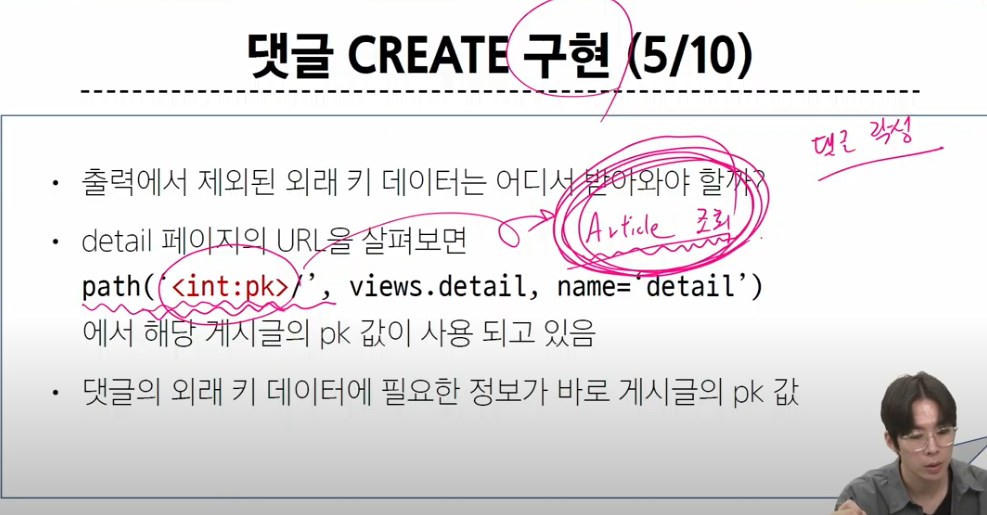 댓글 CREATE 구현 (5/10)
댓글 작성
• 출력에서 제외된 외래 키 데이터는 어디서 받아와야 할까?
Article 조회
• detail 페이지의 URL을 살펴보면
path(‘<int:pk>/’, views.detail, name=‘detail’)
에서 해당 게시글의 pk 값이 사용 되고 있음
• 댓글의 외래 키 데이터에 필요한 정보가 바로 게시글의 pk 값